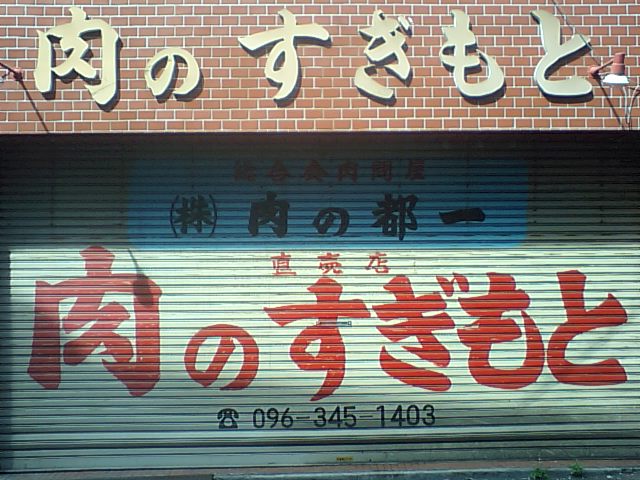 肉のすぎもと
総合食肉問屋
(株)肉の都一
直売店
肉のすぎもと
☎096-345-1403